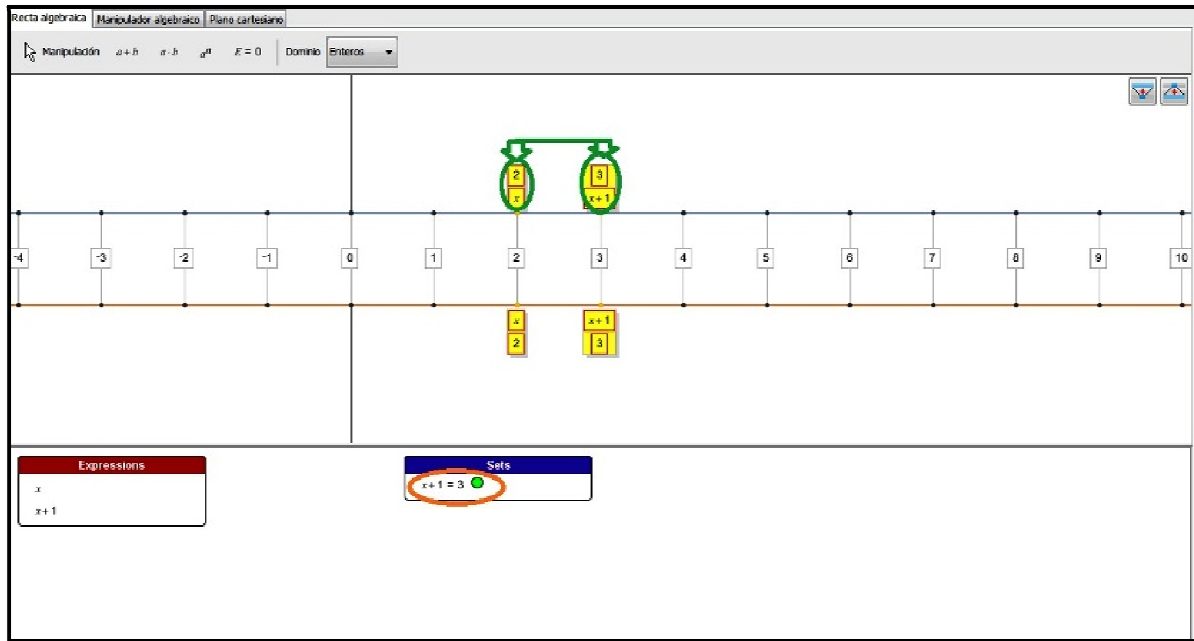 Recta algebraica Manipulador algebraico Plano cartesiano
Manipulación a+b a·b aⁿ E = 0 Dominio Enteros
2 3
x x+1
-4 -3 -2 -1 0 1 2 3 4 5 6 7 8 9 10
x x+1
2 3
Expressions Sets
x x+1 = 3
x+1